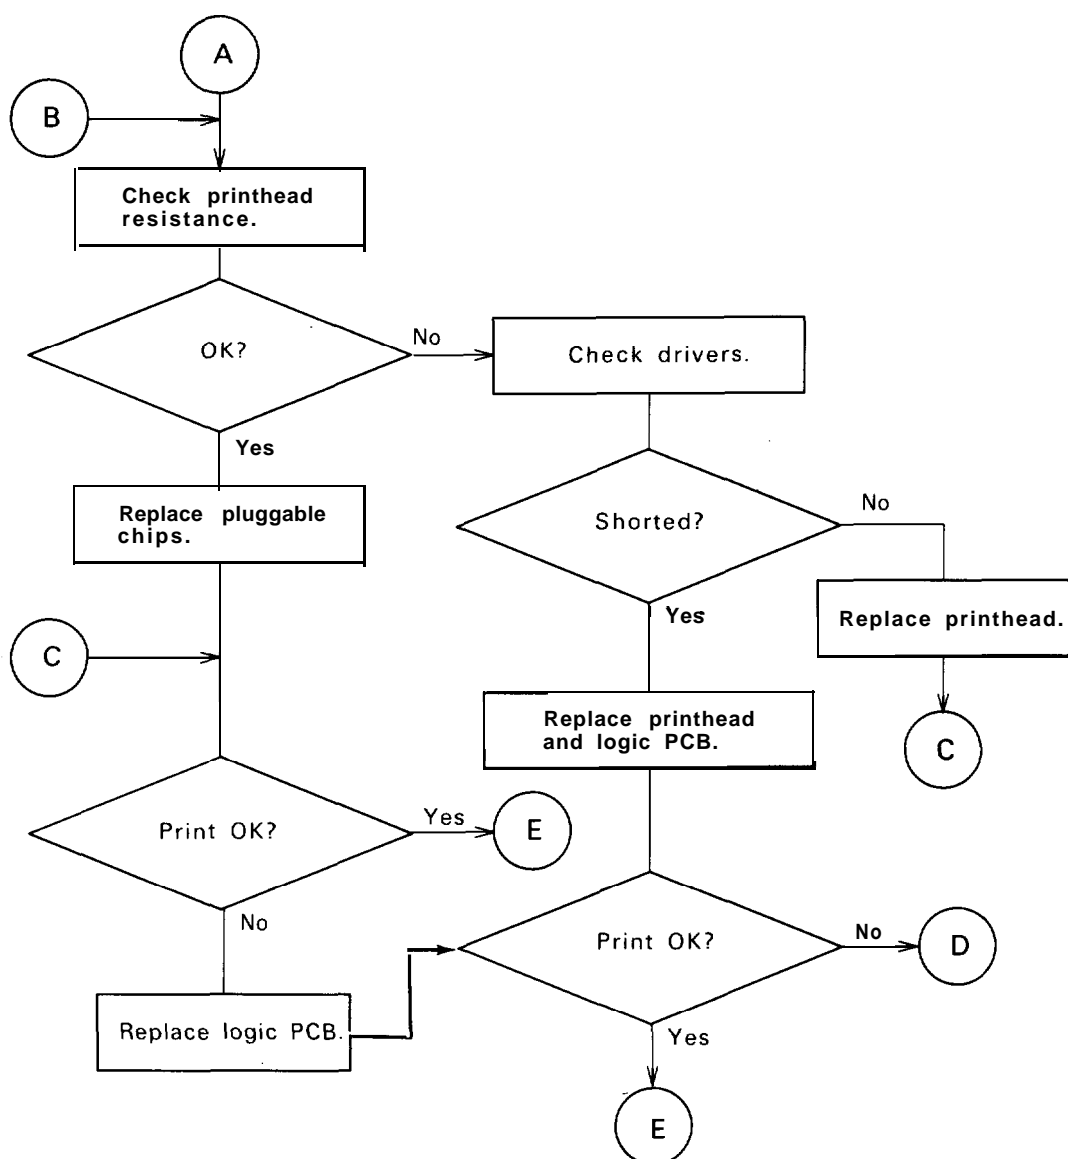 A
B
Check printhead
resistance.
OK?
No
Check drivers.
Yes
Replace pluggable
chips.
Shorted?
No
Yes
Replace printhead.
C
C
Replace printhead
and logic PCB.
Print OK?
Yes
E
No
Replace logic PCB.
Print OK?
No
D
Yes
E